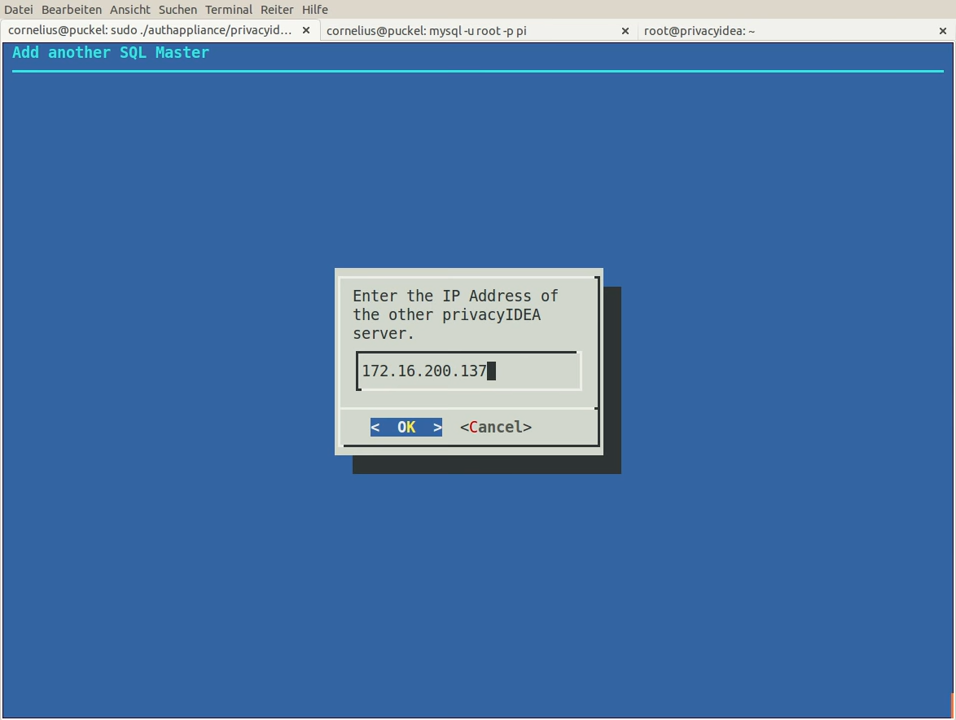 Datei Bearbeiten Ansicht Suchen Terminal Reiter Hilfe
cornelius@puckel: sudo ./authappliance/privacyid... × cornelius@puckel: mysql -u root -p pi × root@privacyidea: ~ ×
Add another SQL Master
Enter the IP Address of
the other privacyIDEA
server.
172.16.200.137
< OK > <Cancel>